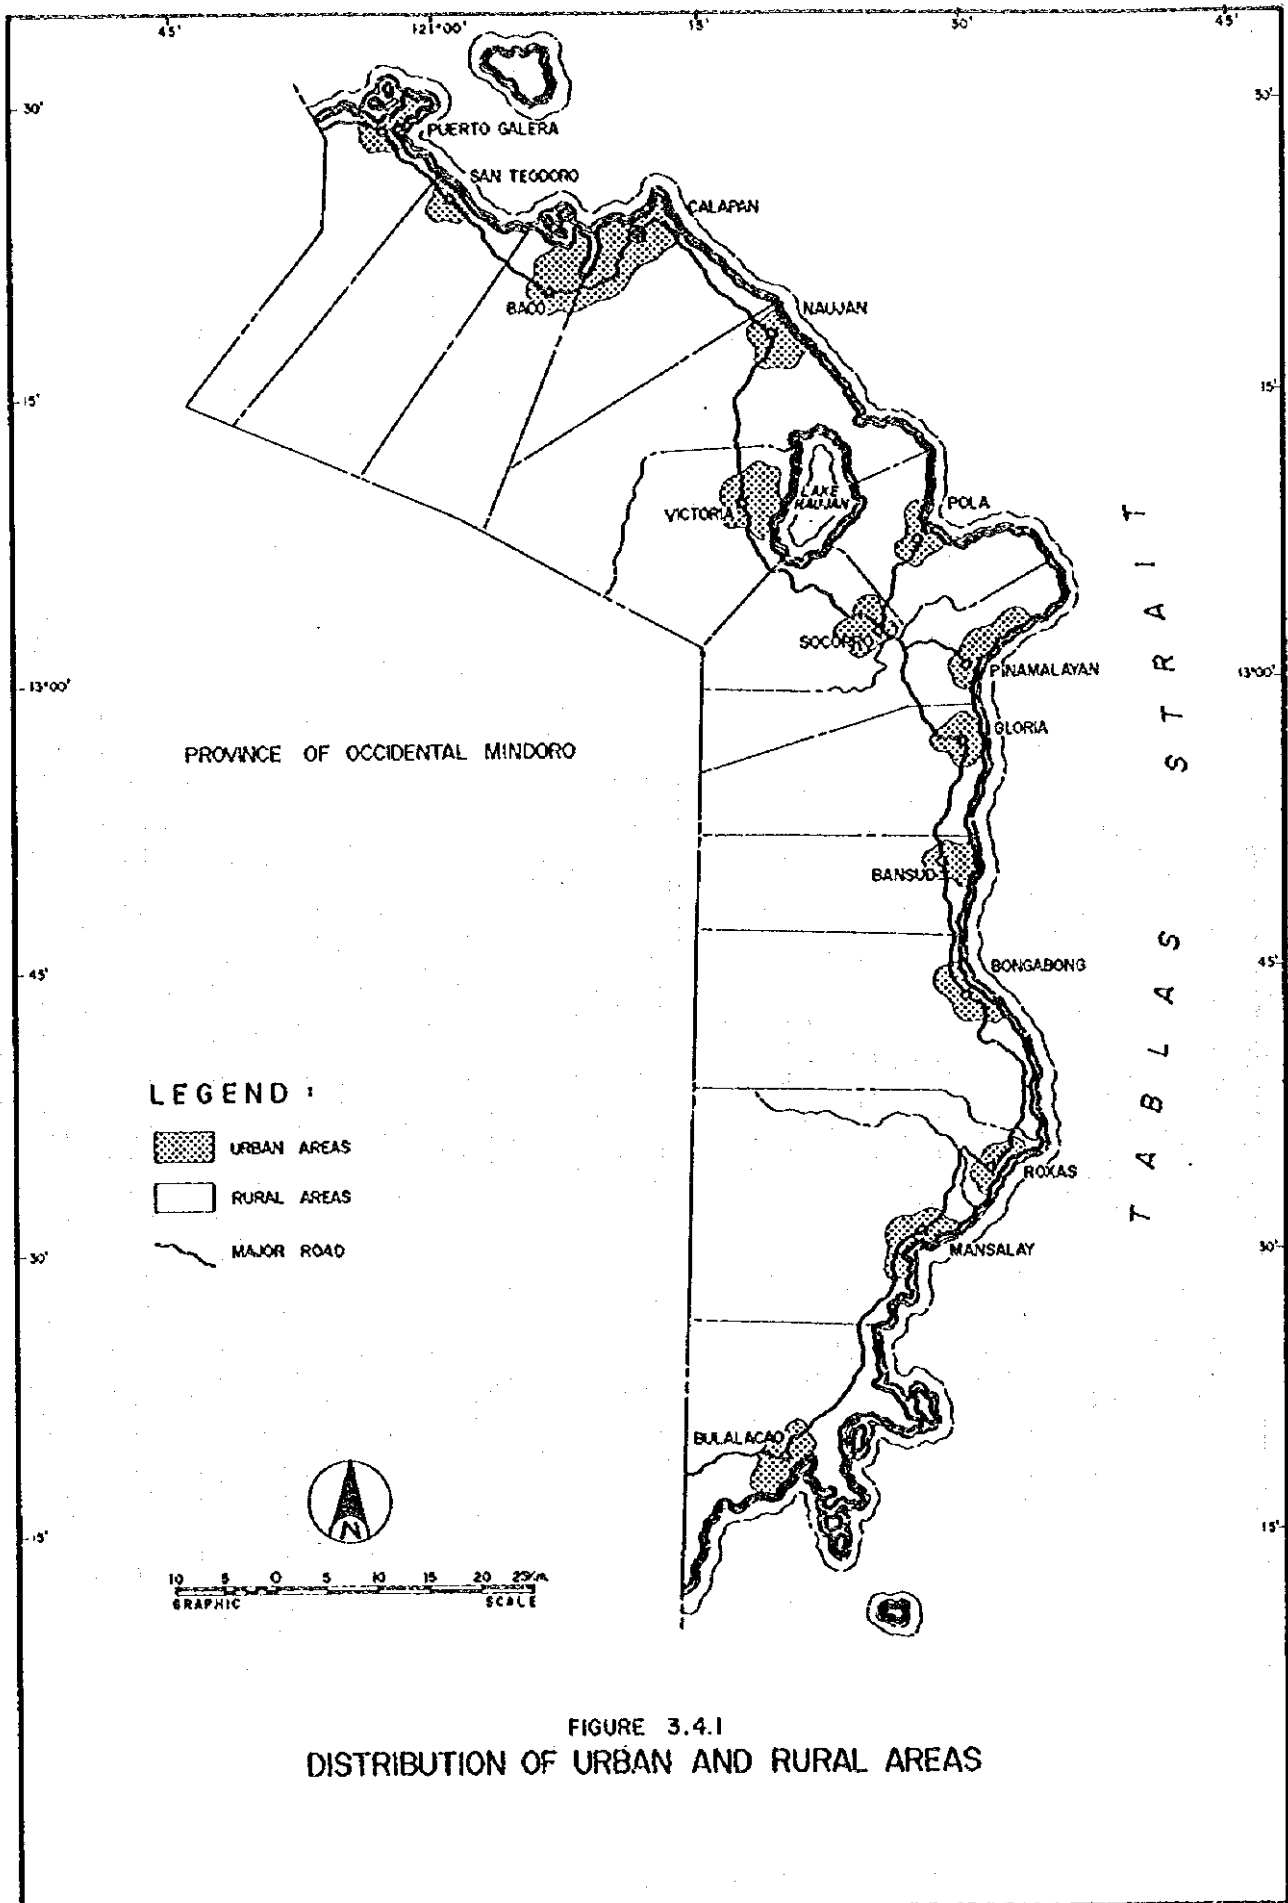 45'
121°00'
15'
30'
45'
30'
30'
PUERTO GALERA
SAN TEODORO
CALAPAN
BACO
NAUJAN
15'
15'
LAKE
NAUJAN
VICTORIA
POLA
SOCORRO
PINAMALAYAN
13°00'
13°00'
GLORIA
PROVINCE OF OCCIDENTAL MINDORO
TABLAS STRAIT
BANSUD
BONGABONG
45'
45'
LEGEND :
URBAN AREAS
RURAL AREAS
MAJOR ROAD
ROXAS
MANSALAY
30'
30'
BULALACAO
N
15'
15'
10 5 0 5 10 15 20 25Km.
GRAPHIC SCALE
FIGURE 3.4.1
DISTRIBUTION OF URBAN AND RURAL AREAS